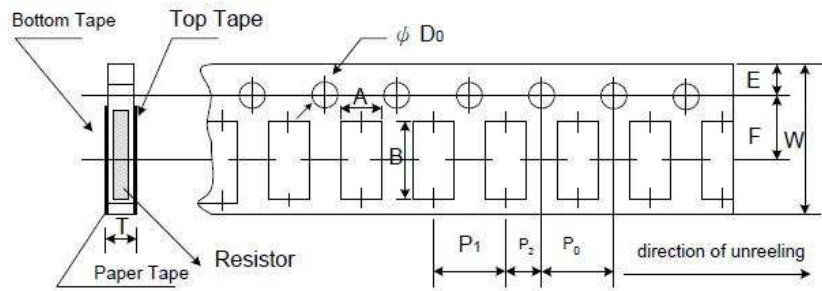 Bottom Tape
Top Tape
ψ D0
E
A
F
W
B
T
P1
P2
P0
direction of unreeling
Resistor
Paper Tape